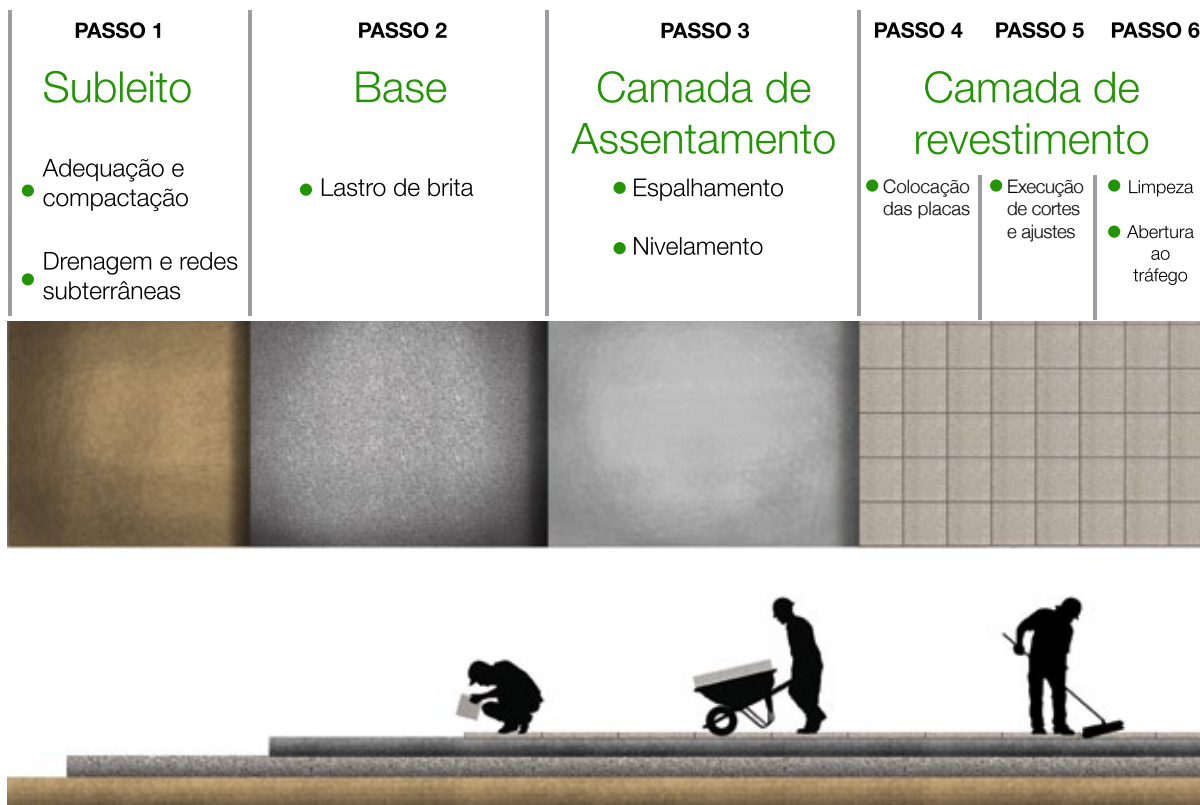 PASSO 1
Subleito
Adequação e
compactação
Drenagem e redes
subterrâneas
PASSO 2
Base
Lastro de brita
PASSO 3
Camada de
Assentamento
Espalhamento
Nivelamento
PASSO 4 PASSO 5 PASSO 6
Camada de
revestimento
Colocação
das placas
Execução
de cortes
e ajustes
Limpeza
Abertura
ao
tráfego